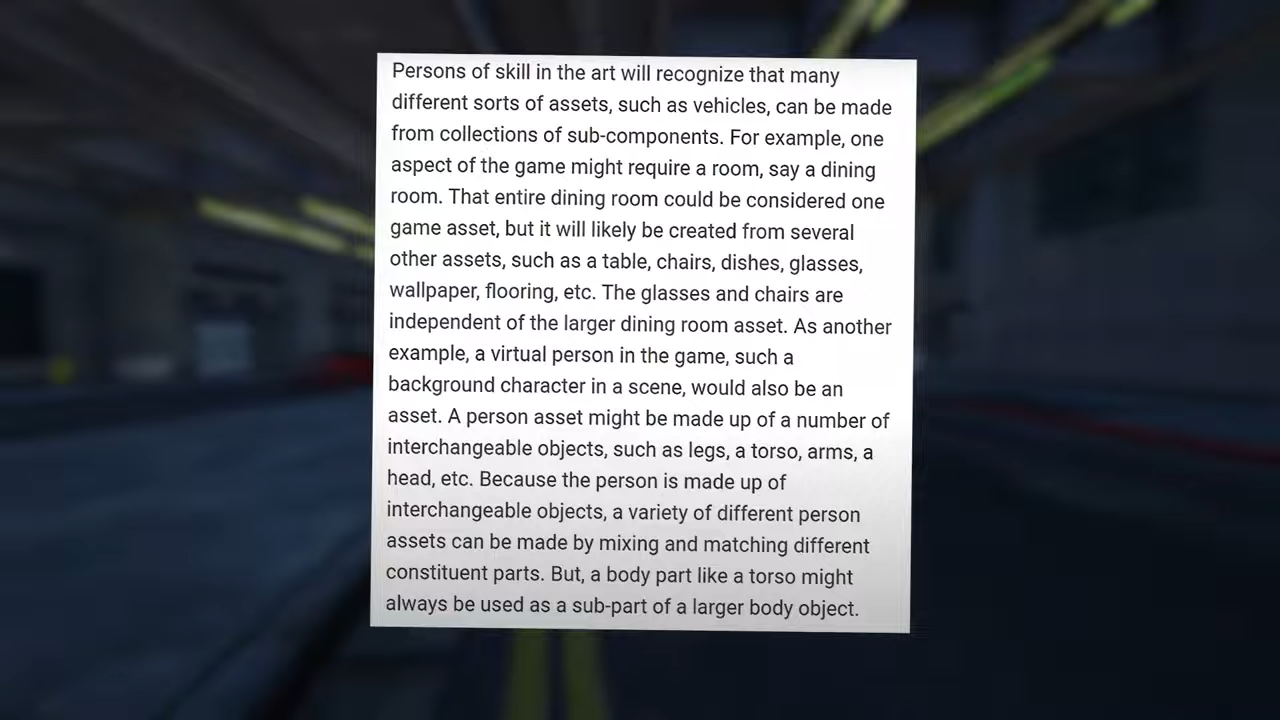 Persons of skill in the art will recognize that many
different sorts of assets, such as vehicles, can be made
from collections of sub-components. For example, one
aspect of the game might require a room, say a dining
room. That entire dining room could be considered one
game asset, but it will likely be created from several
other assets, such as a table, chairs, dishes, glasses,
wallpaper, flooring, etc. The glasses and chairs are
independent of the larger dining room asset. As another
example, a virtual person in the game, such a
background character in a scene, would also be an
asset. A person asset might be made up of a number of
interchangeable objects, such as legs, a torso, arms, a
head, etc. Because the person is made up of
interchangeable objects, a variety of different person
assets can be made by mixing and matching different
constituent parts. But, a body part like a torso might
always be used as a sub-part of a larger body object.